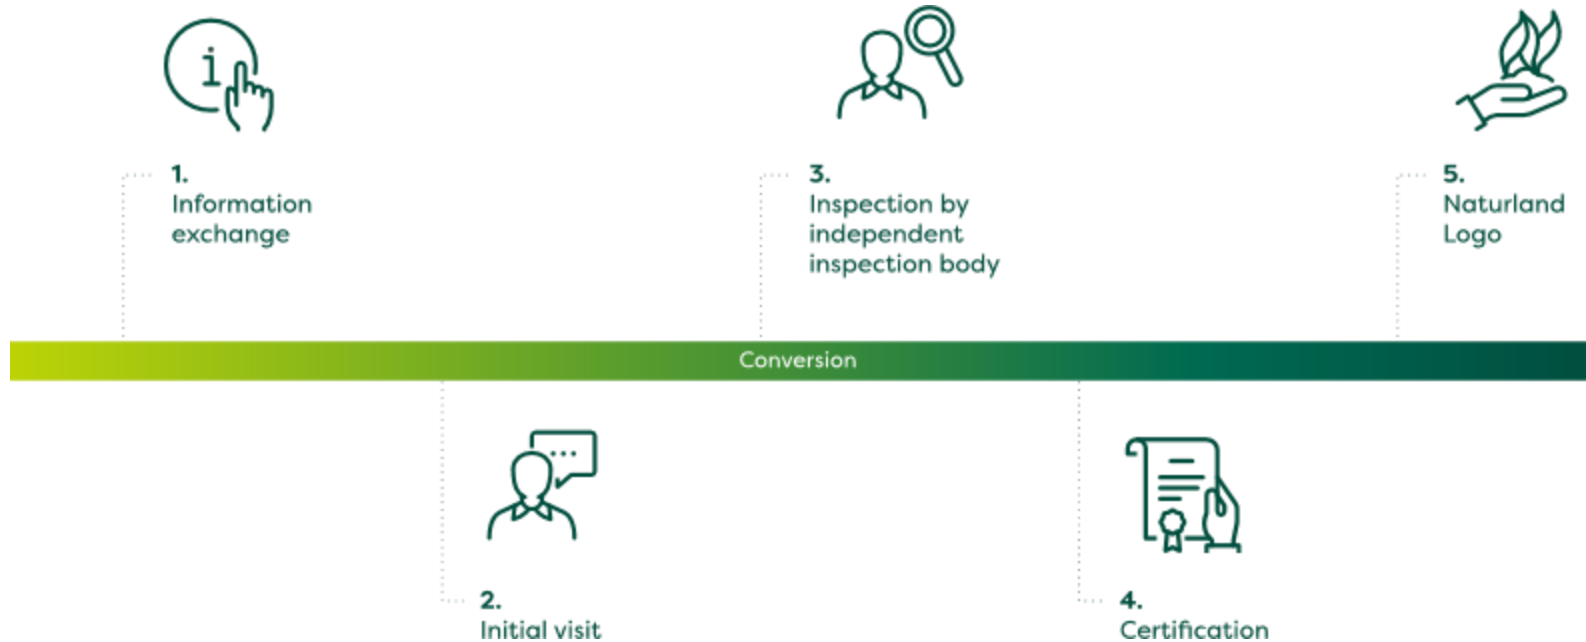 1.
Information
exchange
2.
Initial visit
3.
Inspection by
independent
inspection body
4.
Certification
5.
Naturland
Logo
Conversion